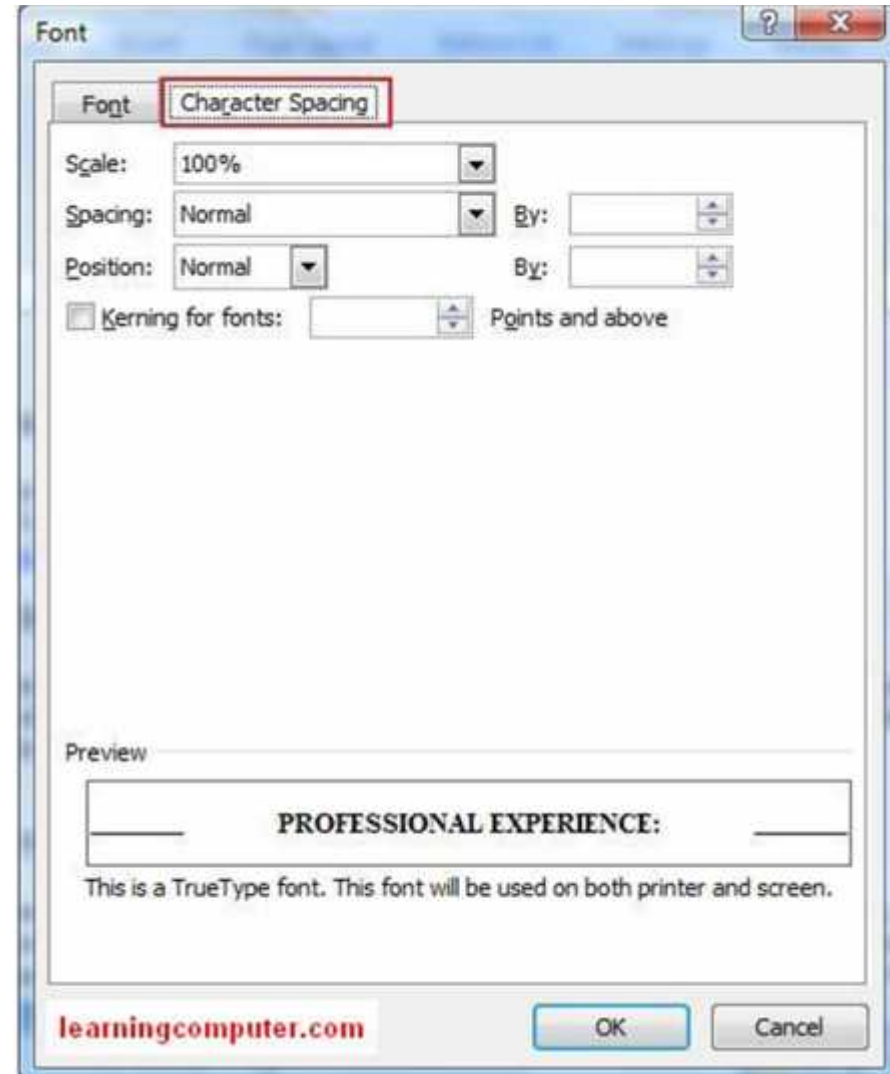 Font
Font Character Spacing
Scale: 100%
Spacing: Normal By:
Position: Normal By:
Kerning for fonts: Points and above
Preview
PROFESSIONAL EXPERIENCE:
This is a TrueType font. This font will be used on both printer and screen.
learningcomputer.com OK Cancel